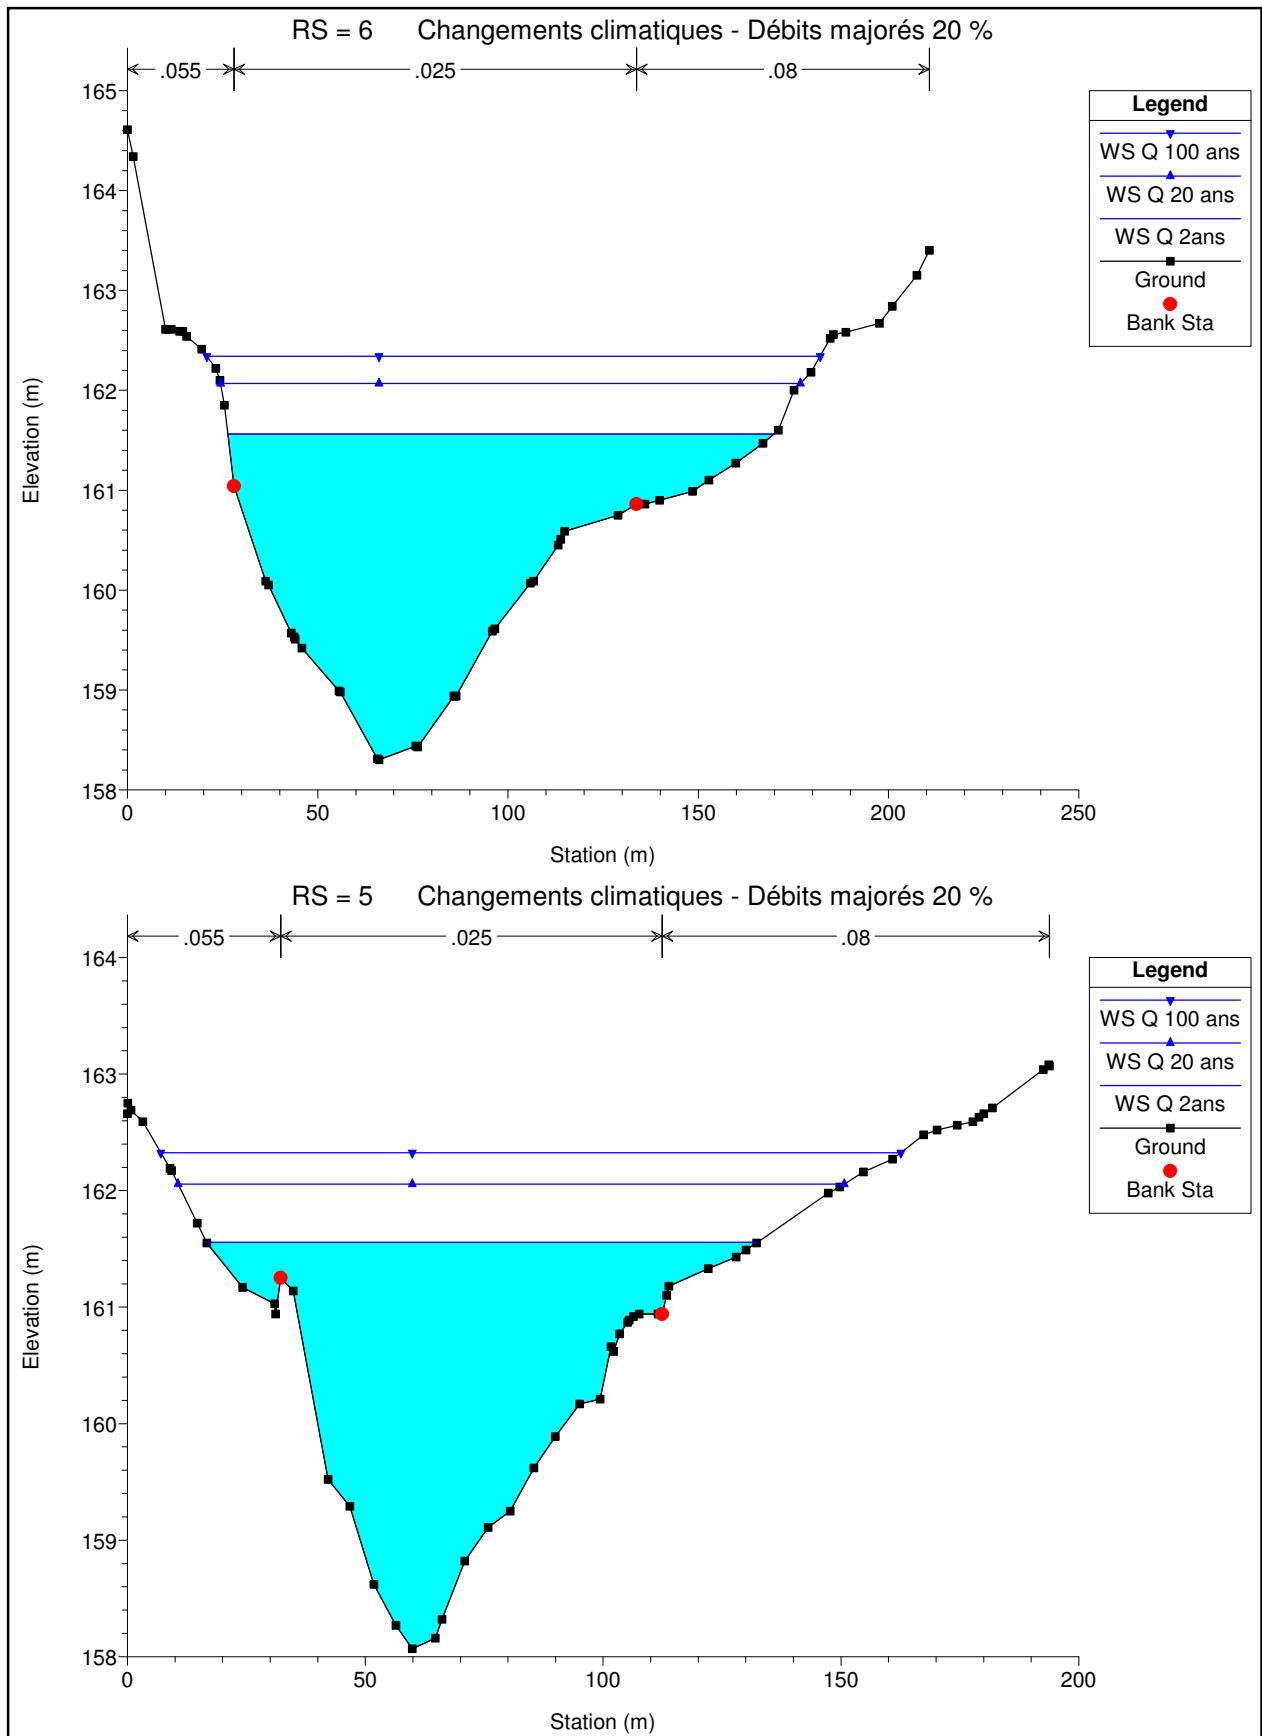 RS = 6 Changements climatiques - Débits majorés 20 %
.055 .025 .08
165
164
163
162
161
160
159
158
Elevation (m)
0 50 100 150 200 250
Station (m)
Legend
WS Q 100 ans
WS Q 20 ans
WS Q 2ans
Ground
Bank Sta
RS = 5 Changements climatiques - Débits majorés 20 %
.055 .025 .08
164
163
162
161
160
159
158
Elevation (m)
0 50 100 150 200
Station (m)
Legend
WS Q 100 ans
WS Q 20 ans
WS Q 2ans
Ground
Bank Sta